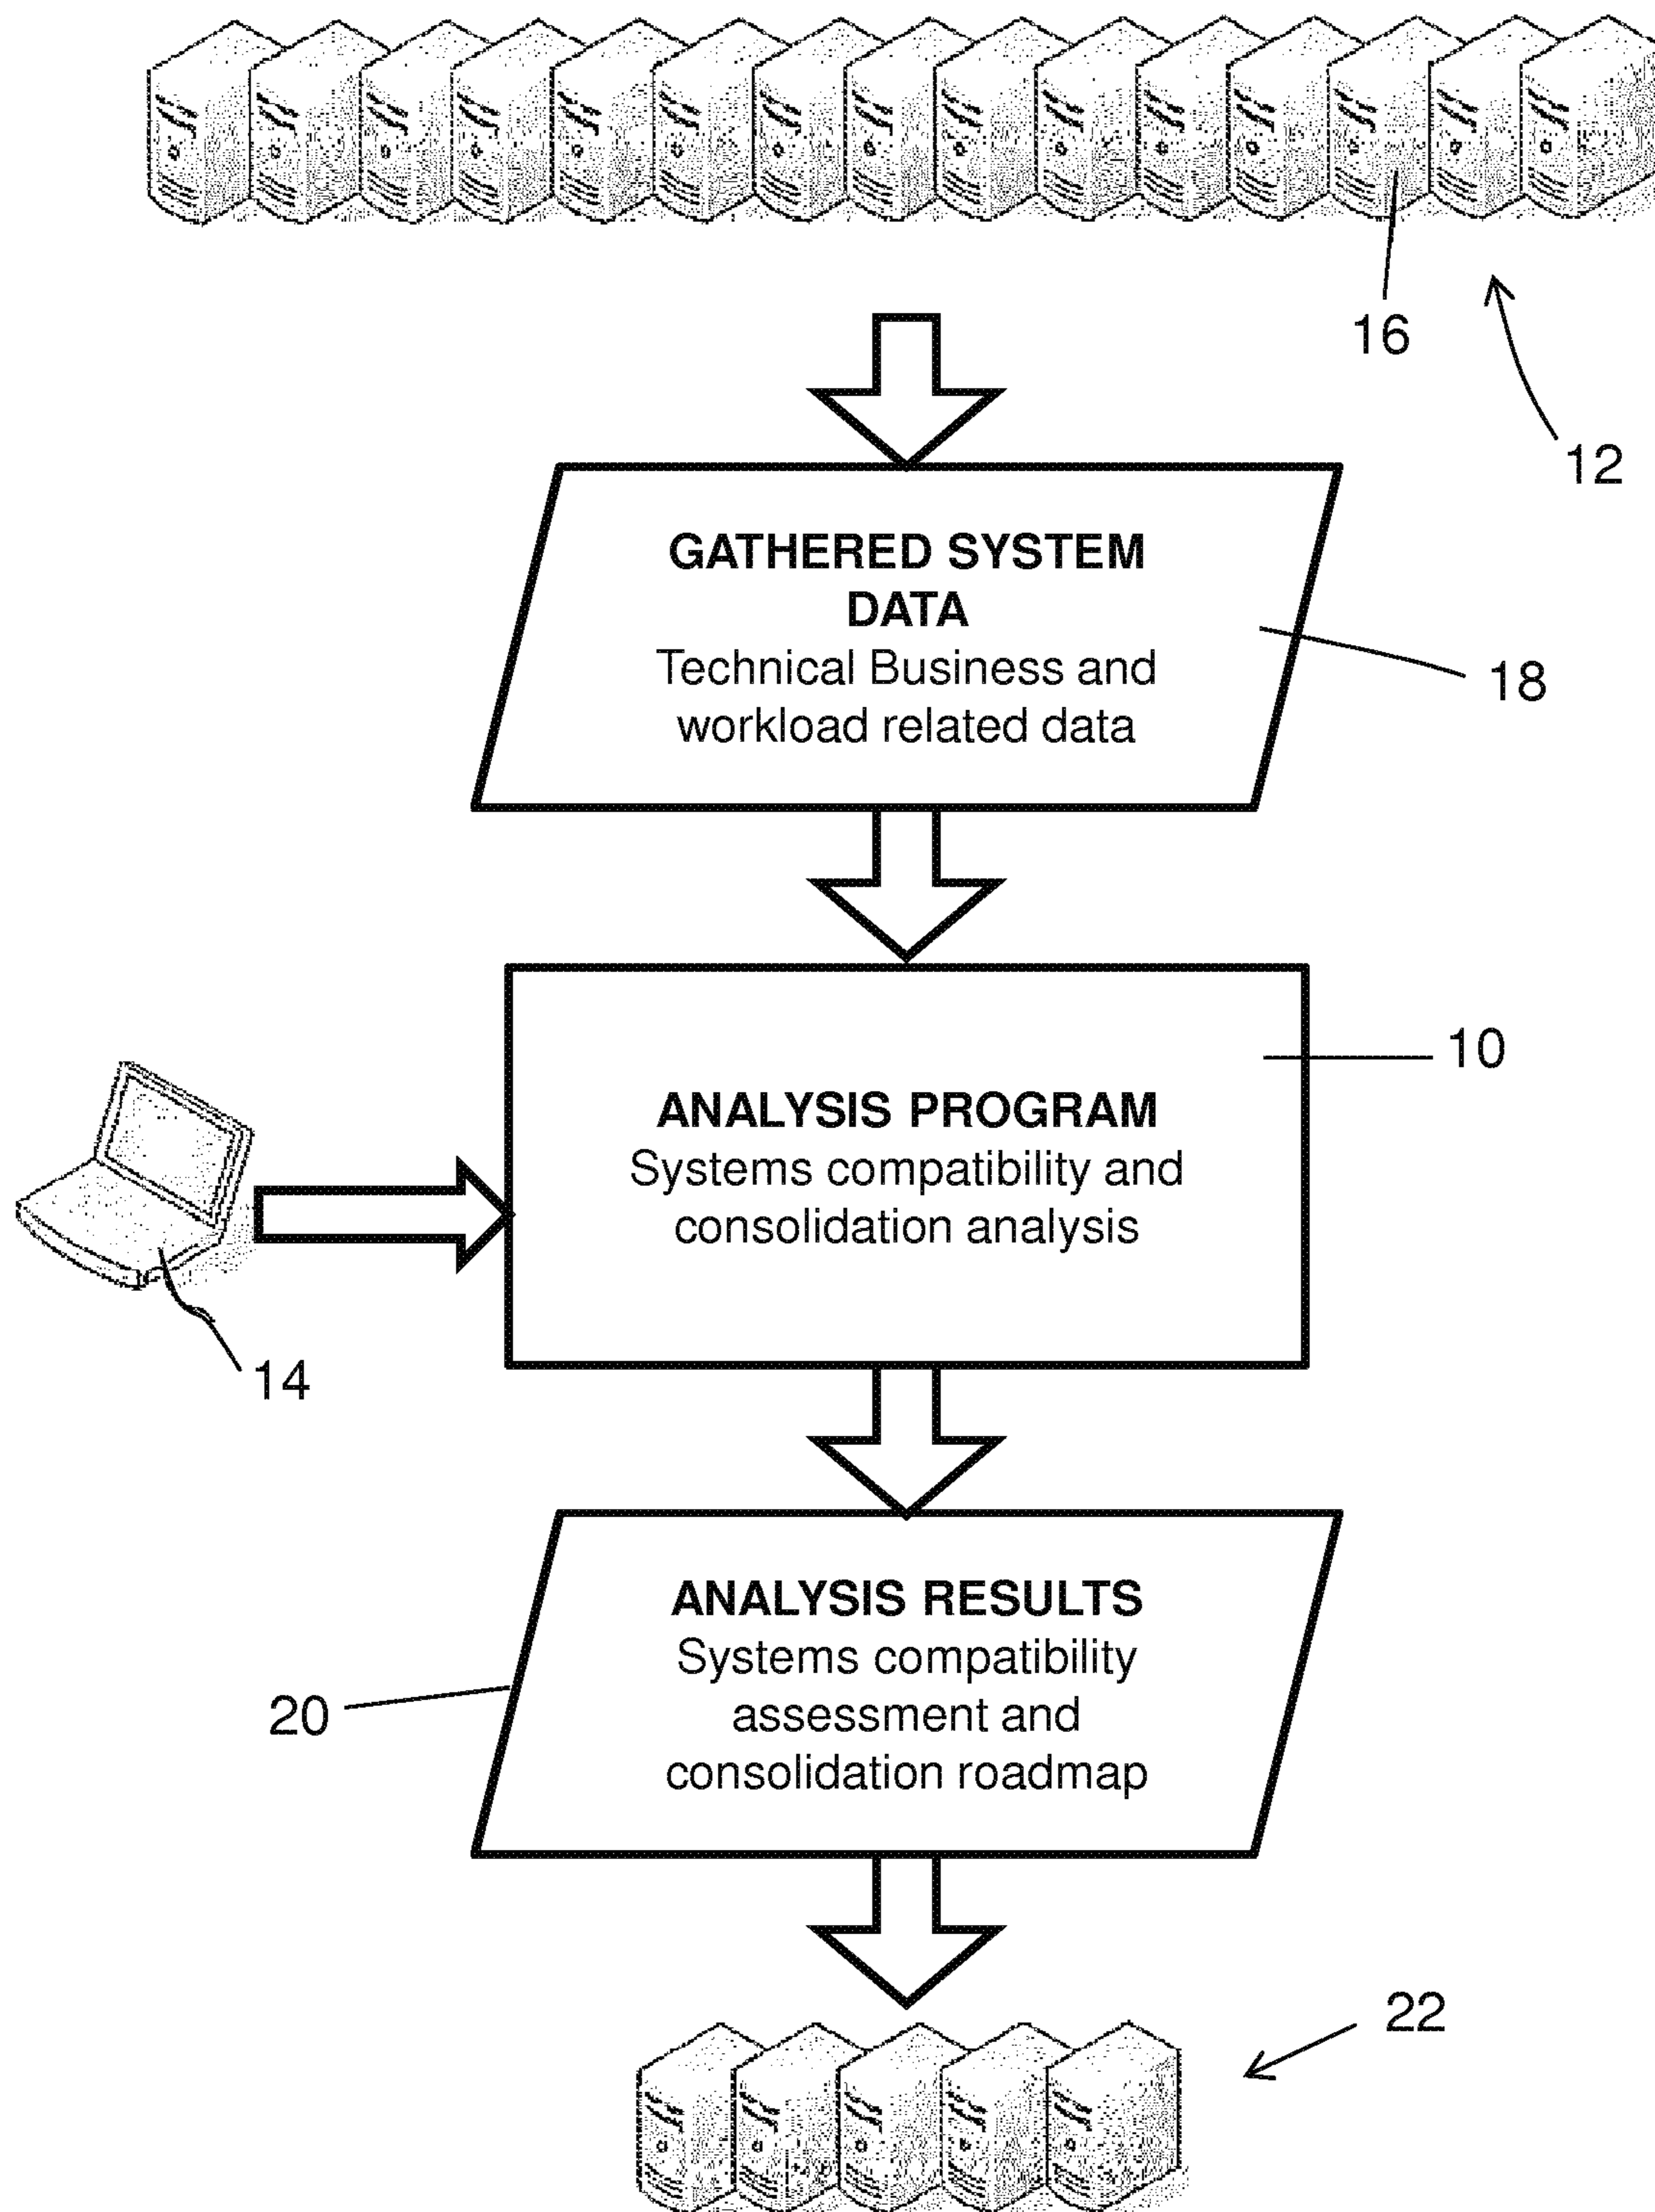 16
12
GATHERED SYSTEM
DATA
Technical Business and
workload related data
18
10
ANALYSIS PROGRAM
Systems compatibility and
consolidation analysis
14
ANALYSIS RESULTS
Systems compatibility
assessment and
consolidation roadmap
20
22